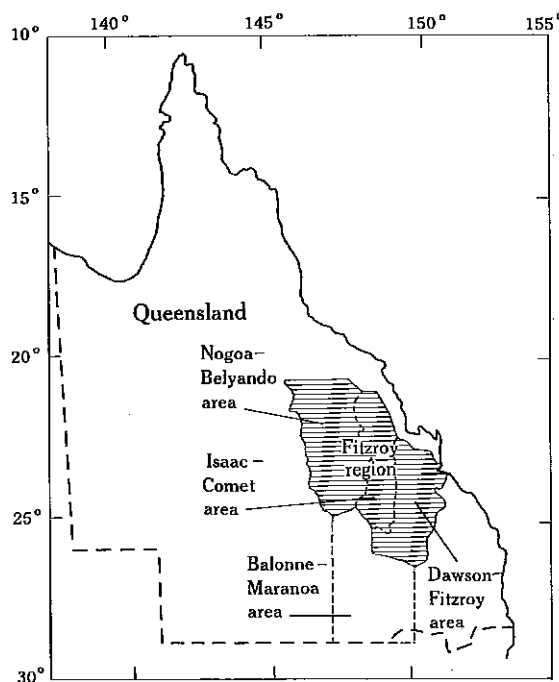 140°
145°
150°
155°
10°
15°
20°
25°
30°
Queensland
Nogoa–
Belyando
area
Fitzroy
region
Isaac–
Comet
area
Balonne–
Maranoa
area
Dawson–
Fitzroy
area